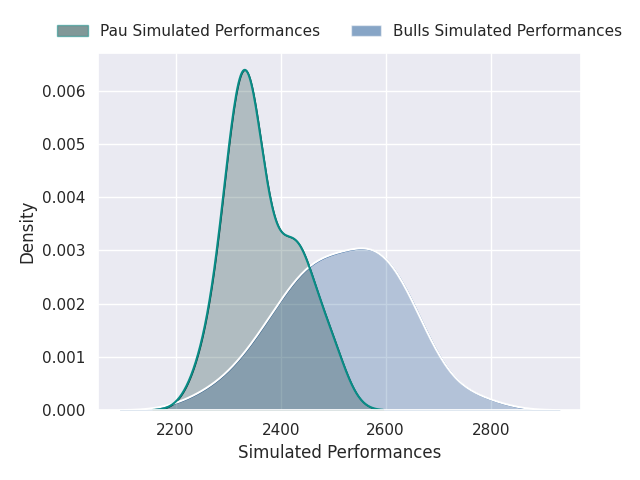 Pau Simulated Performances
Bulls Simulated Performances
0.006
0.005
0.004
0.003
0.002
0.001
0.000
Density
2200 2400 2600 2800
Simulated Performances